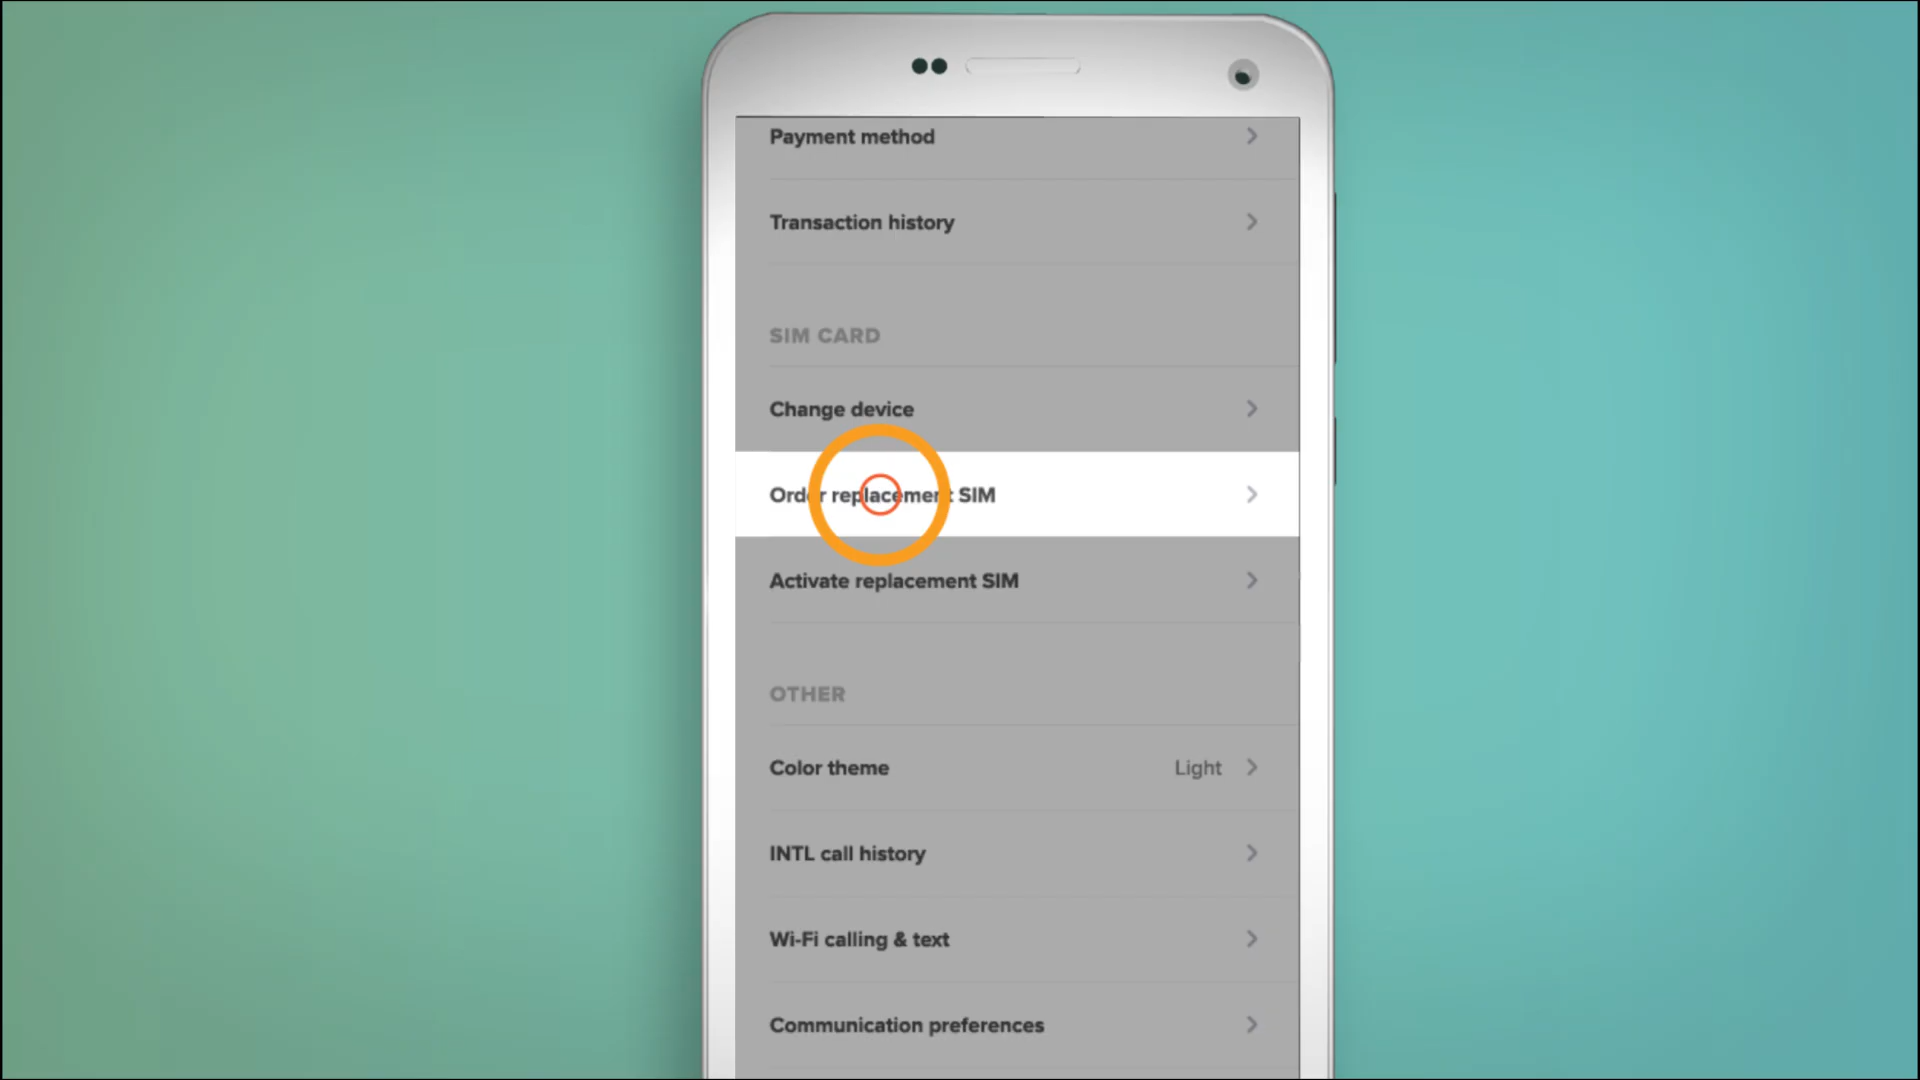 Payment method
Transaction history
SIM CARD
Change device
Order replacement SIM
Activate replacement SIM
OTHER
Color theme Light
INTL call history
Wi-Fi calling & text
Communication preferences